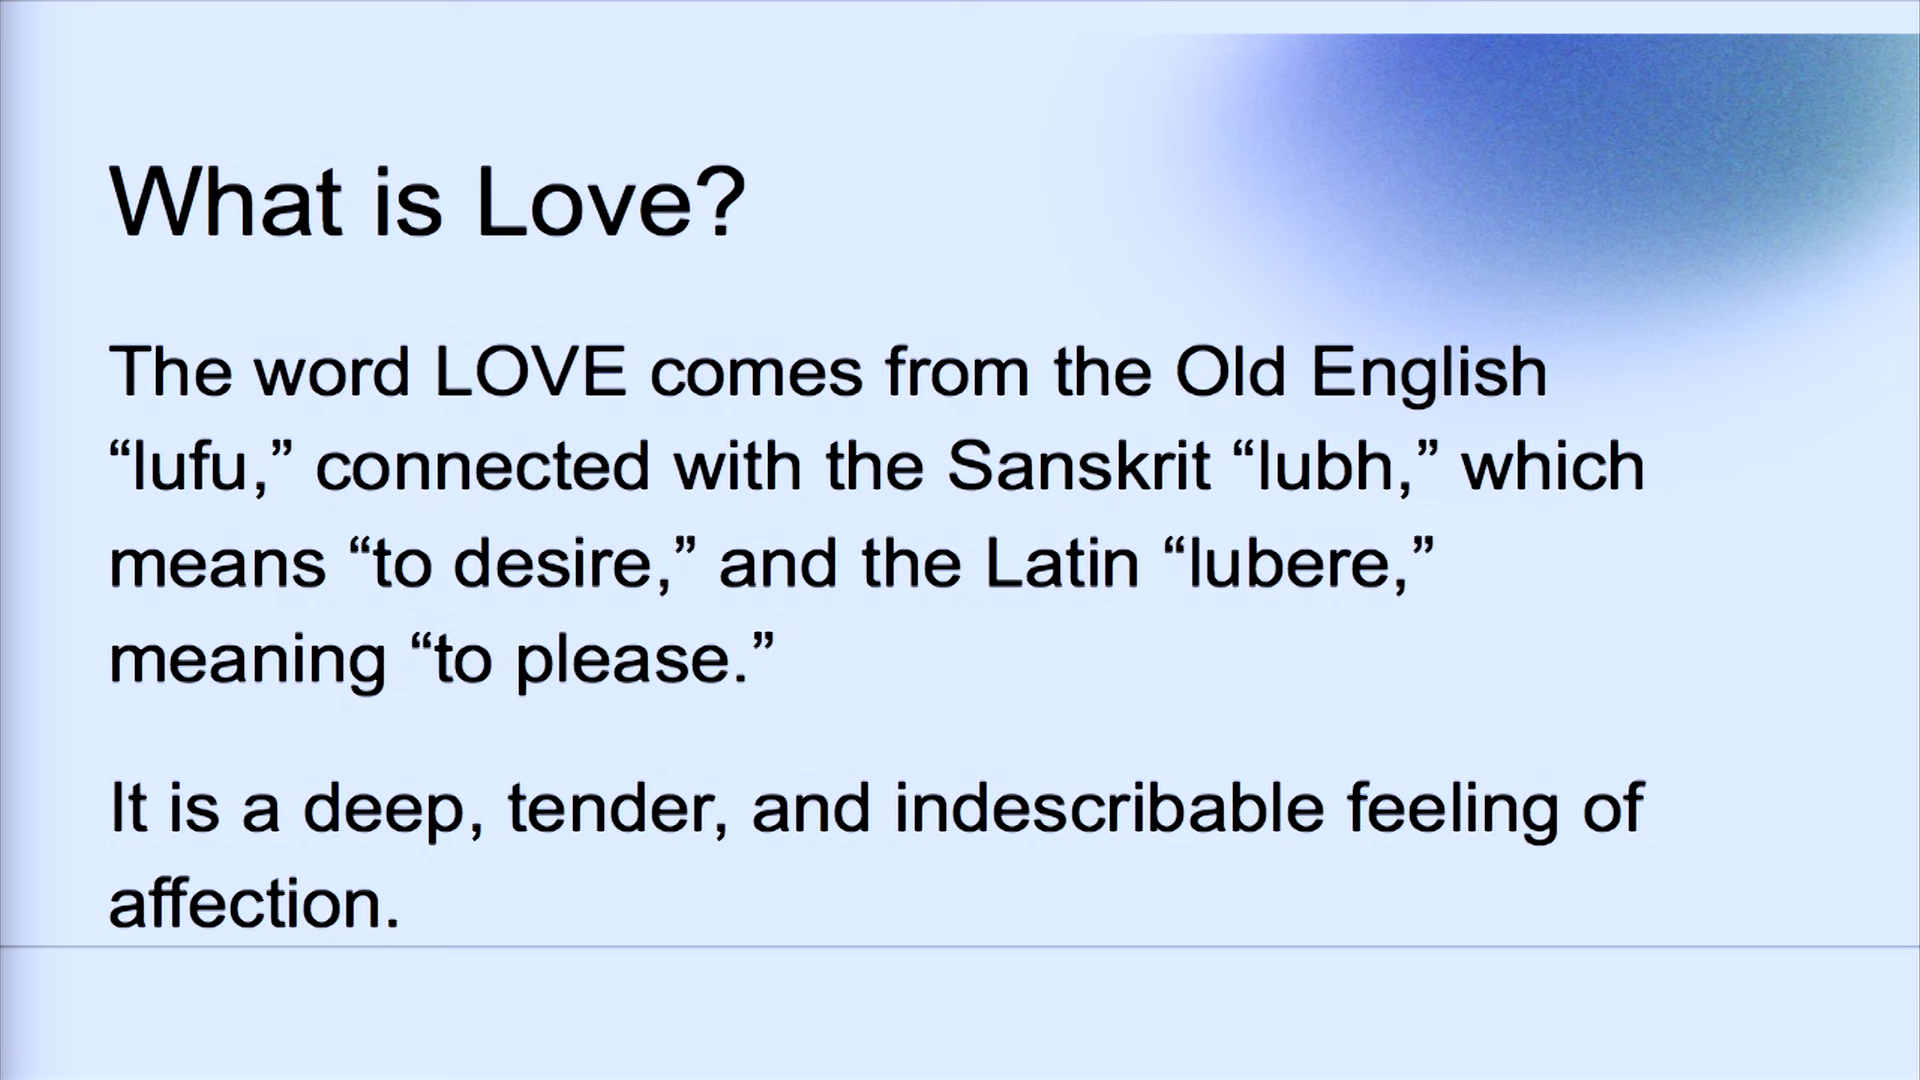 What is Love?
The word LOVE comes from the Old English
“lufu,” connected with the Sanskrit “lubh,” which
means “to desire,” and the Latin “lubere,”
meaning “to please.”
It is a deep, tender, and indescribable feeling of
affection.